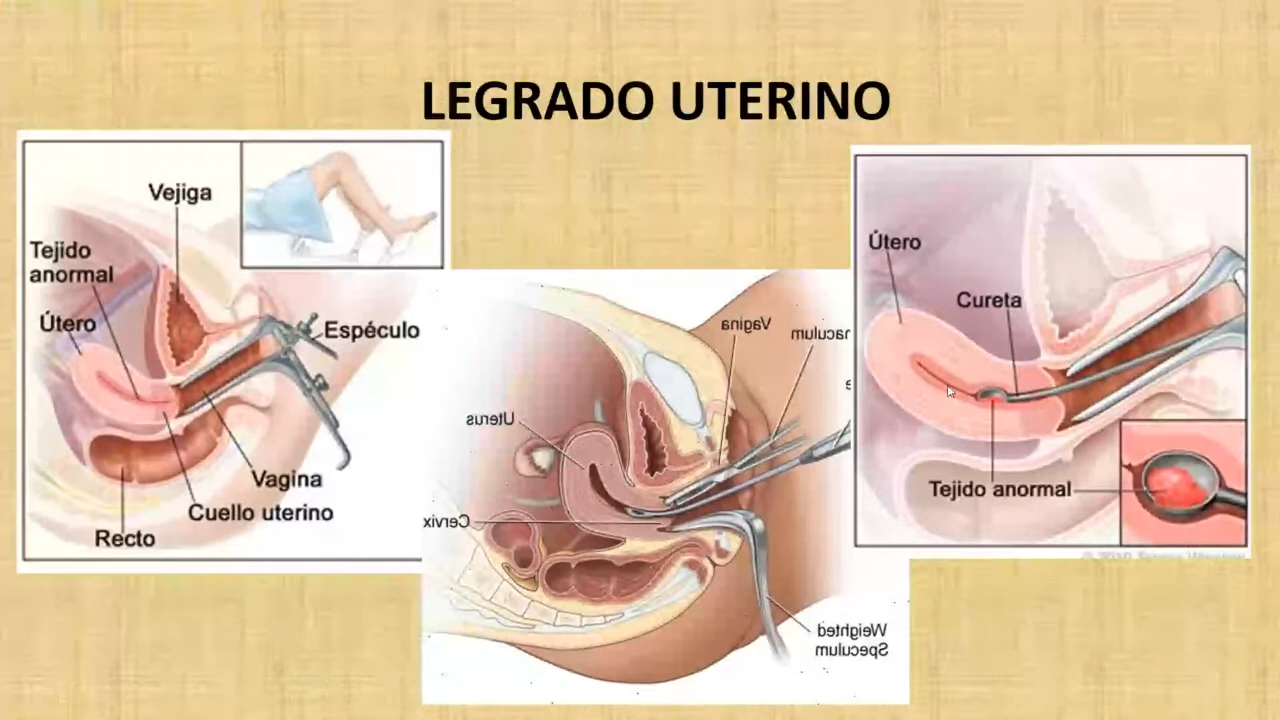 LEGRADO UTERINO
Vejiga
Tejido
anormal
Útero
Espéculo
Vagina
Cuello uterino
Recto
Vagina
naculum
Uterus
Cervix
Weighted
Speculum
Útero
Cureta
Tejido anormal